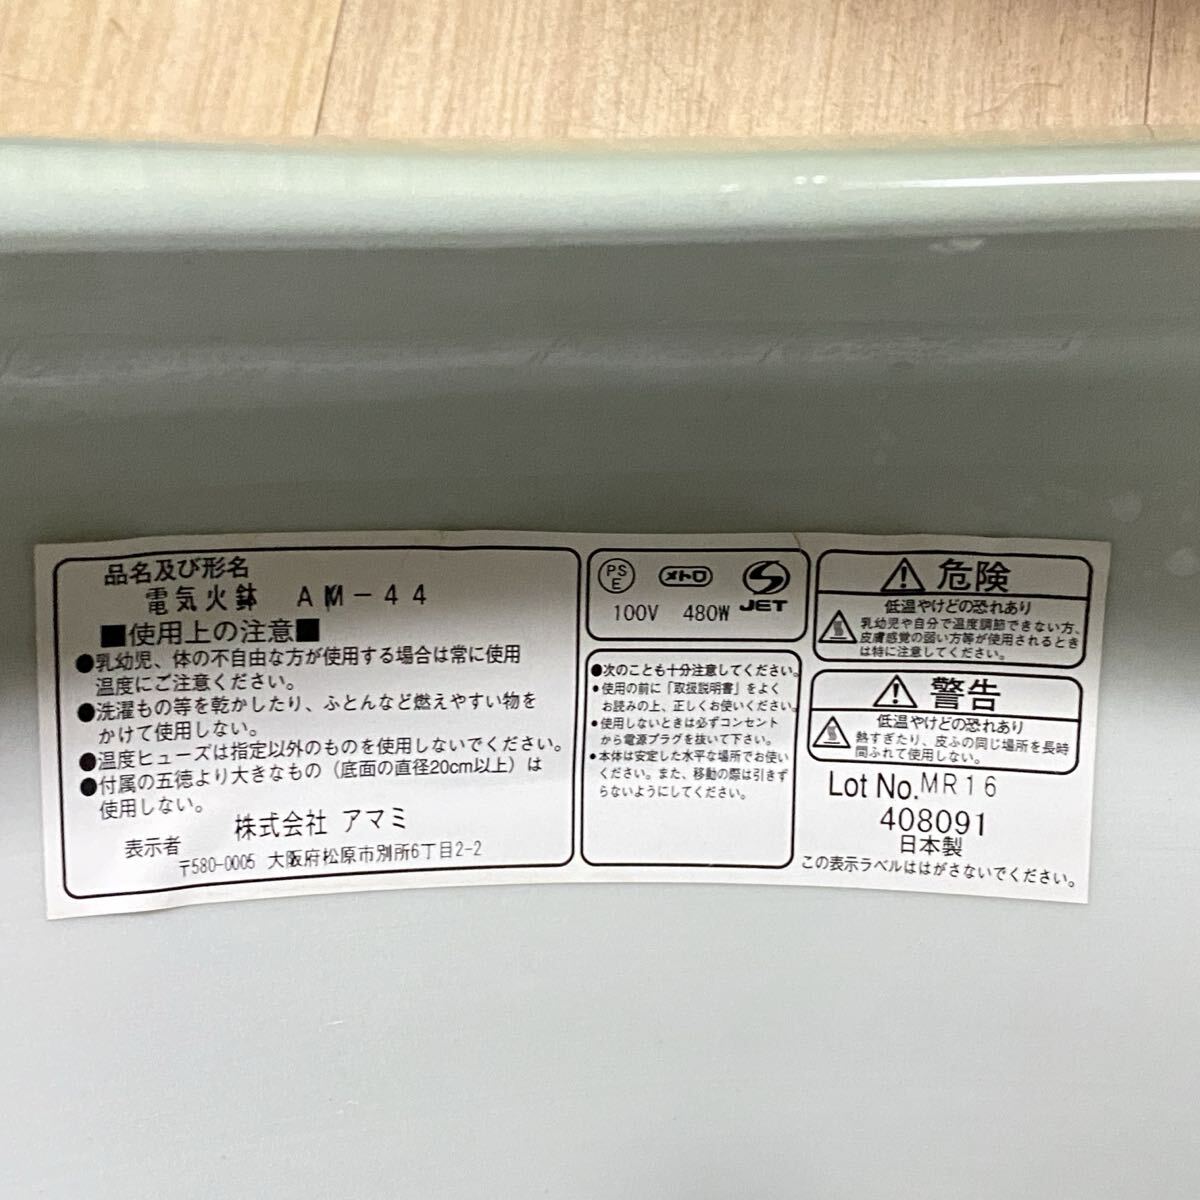 品名及び形名
電気火鉢 AM-44
■使用上の注意■
●乳幼児、体の不自由な方が使用する場合は常に使用
温度にご注意ください。
●洗濯もの等を乾かしたり、ふとんなど燃えやすい物を
かけて使用しない。
●温度ヒューズは指定以外のものを使用しないでください。
●付属の五徳より大きなもの(底面の直径20cm以上)は
使用しない。
表示者 株式会社 アマミ
〒580-0005 大阪府松原市別所6丁目2-2
PS
E
メトロ
JET
100V 480W
●次のことも十分注意してください。
●使用の前に「取扱説明書」をよく
お読みの上、正しくお使いください。
●使用しないときは必ずコンセント
から電源プラグを抜いて下さい。
●本体は安定した水平な場所でお使い
ください。また、移動の際は引きず
らないようにしてください。
危険
低温やけどの恐れあり
乳幼児や自分で温度調節できない方、
皮膚感覚の弱い方等が使用されるとき
は特に注意してください。
警告
低温やけどの恐れあり
熱すぎたり、皮ふの同じ場所を長時
間ふれて使用しない。
Lot No.MR16
408091
日本製
この表示ラベルははがさないでください。